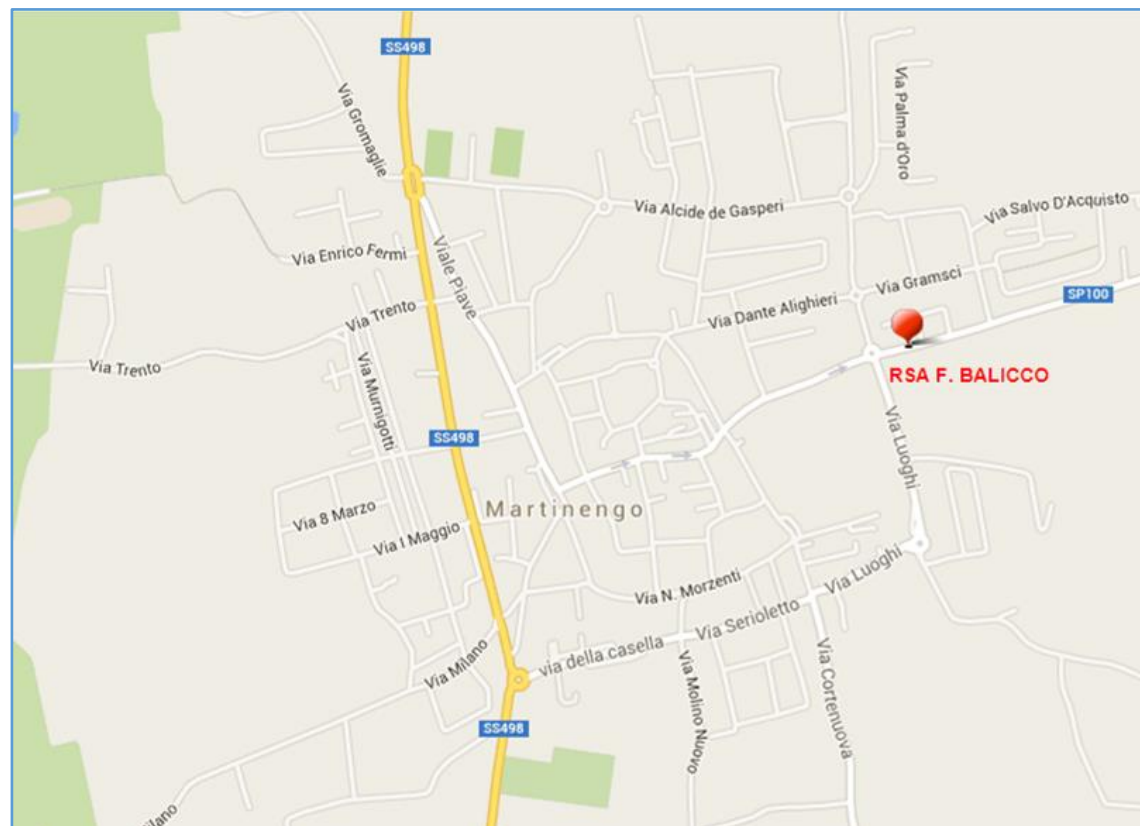 SS498
Via Gromaglie
Via Palma d'Oro
Via Alcide de Gasperi
Via Salvo D'Acquisto
Via Enrico Fermi
Viale Piave
Via Gramsci
SP100
Via Trento
Via Dante Alighieri
Via Trento
RSA F. BALICCO
Via Murnigotti
SS498
Via Luoghi
Martinengo
Via 8 Marzo
Via I Maggio
Via Luoghi
Via N. Morzenti
Via Serioletto
via della casella
Via Milano
Via Molino Nuovo
Via Cortenuova
SS498
ilano